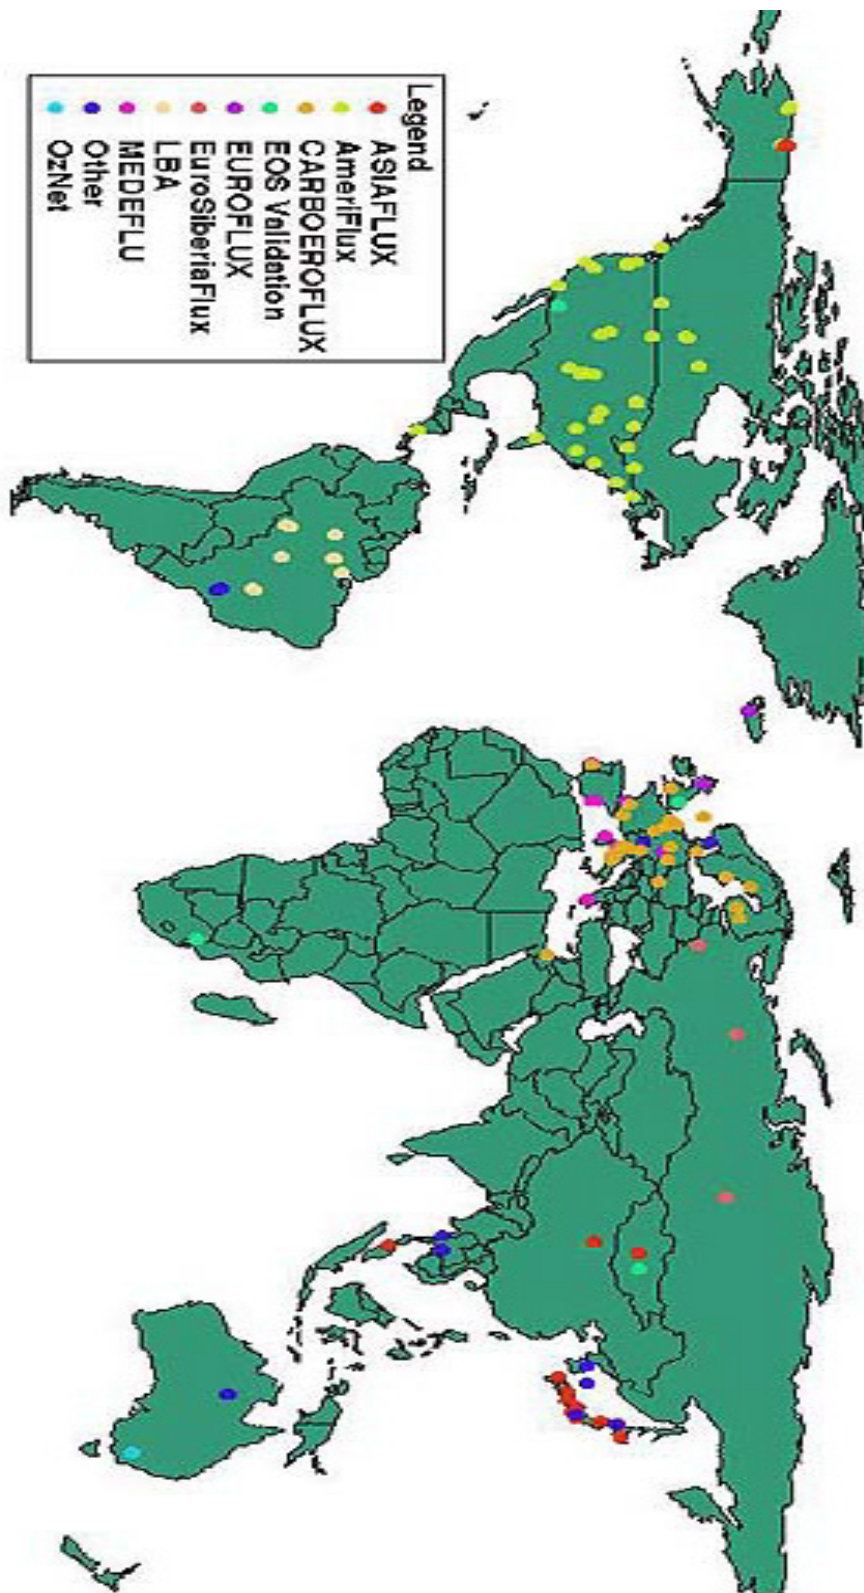 Legend
ASIAFLUX
AmeriFlux
CARBOEROFLUX
EOS Validation
EUROFLUX
EuroSiberiaFlux
LBA
MEDEFLU
Other
OzNet